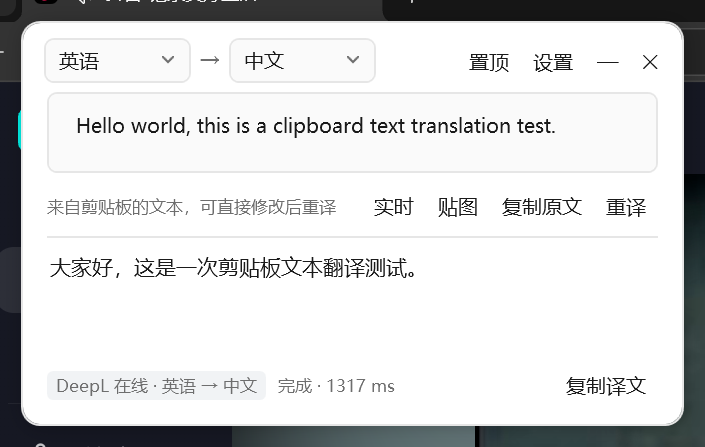 英语 → 中文 置顶 设置
Hello world, this is a clipboard text translation test.
来自剪贴板的文本，可直接修改后重译 实时 贴图 复制原文 重译
大家好，这是一次剪贴板文本翻译测试。
DeepL 在线 · 英语 → 中文 完成 · 1317 ms 复制译文